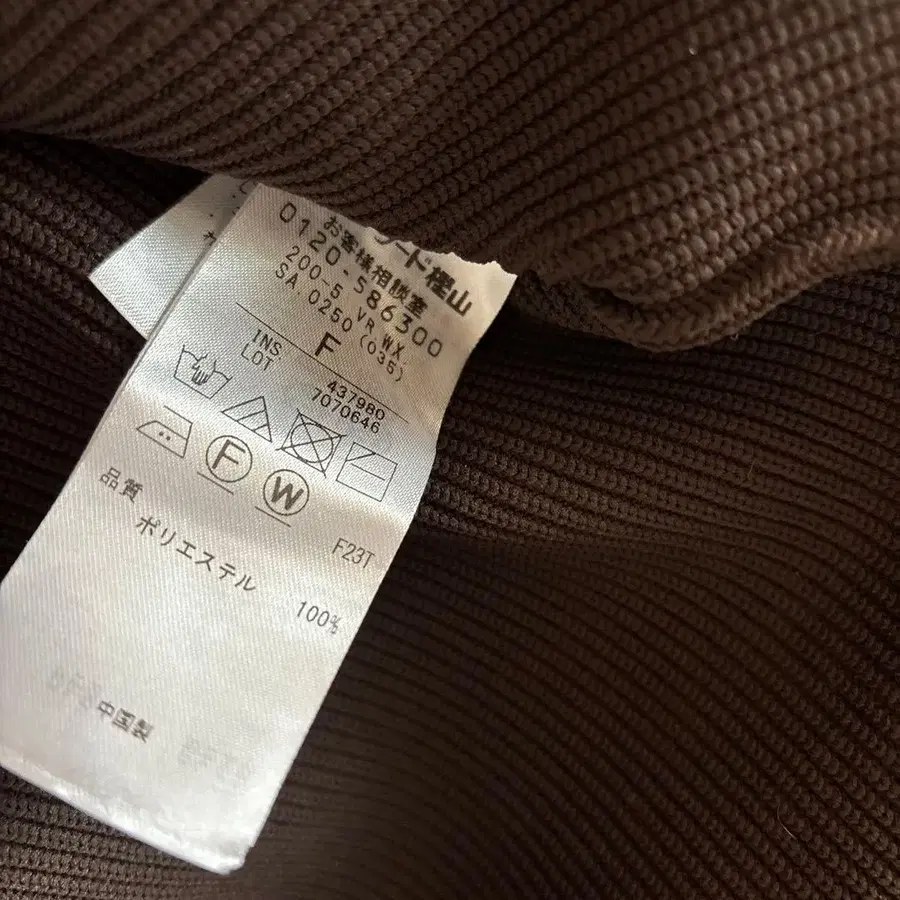 ード樫山
お客様相談室
0120-586300
200-5 VR WX
SA.0250 (035)
F
INS 437980
LOT 7070646
F W
F23T
品質
ポリエステル 100%
中国製